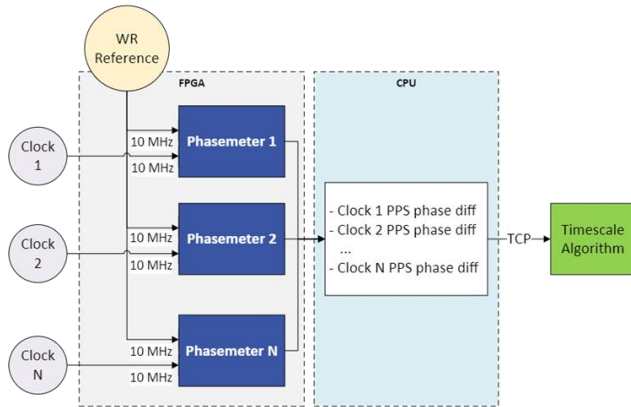 WR
Reference
FPGA
CPU
Clock
1
10 MHz
10 MHz
Phasemeter 1
Clock
2
10 MHz
10 MHz
Phasemeter 2
Clock
N
10 MHz
10 MHz
Phasemeter N
- Clock 1 PPS phase diff
- Clock 2 PPS phase diff
...
- Clock N PPS phase diff
TCP
Timescale
Algorithm